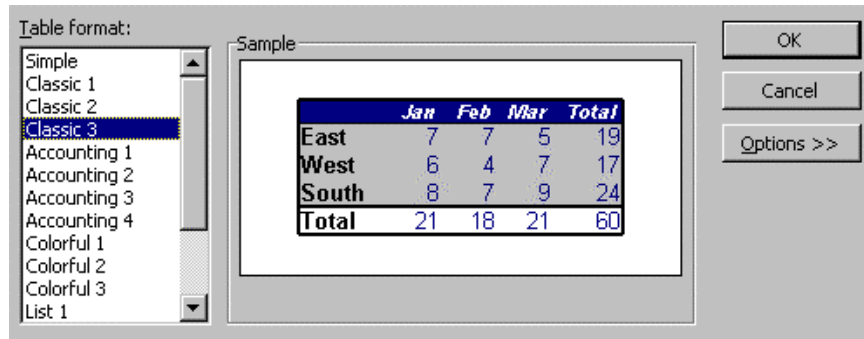 Table format:
Simple
Classic 1
Classic 2
Classic 3
Accounting 1
Accounting 2
Accounting 3
Accounting 4
Colorful 1
Colorful 2
Colorful 3
List 1
Sample
Jan Feb Mar Total
East 7 7 5 19
West 6 4 7 17
South 8 7 9 24
Total 21 18 21 60
OK
Cancel
Options >>